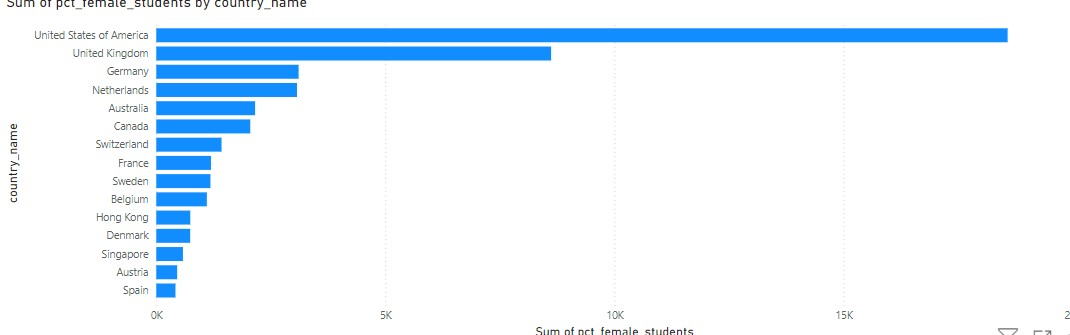 Sum of pct_female_students by country_name
country_name
United States of America
United Kingdom
Germany
Netherlands
Australia
Canada
Switzerland
France
Sweden
Belgium
Hong Kong
Denmark
Singapore
Austria
Spain
0K 5K 10K 15K 2
Sum of pct_female_students